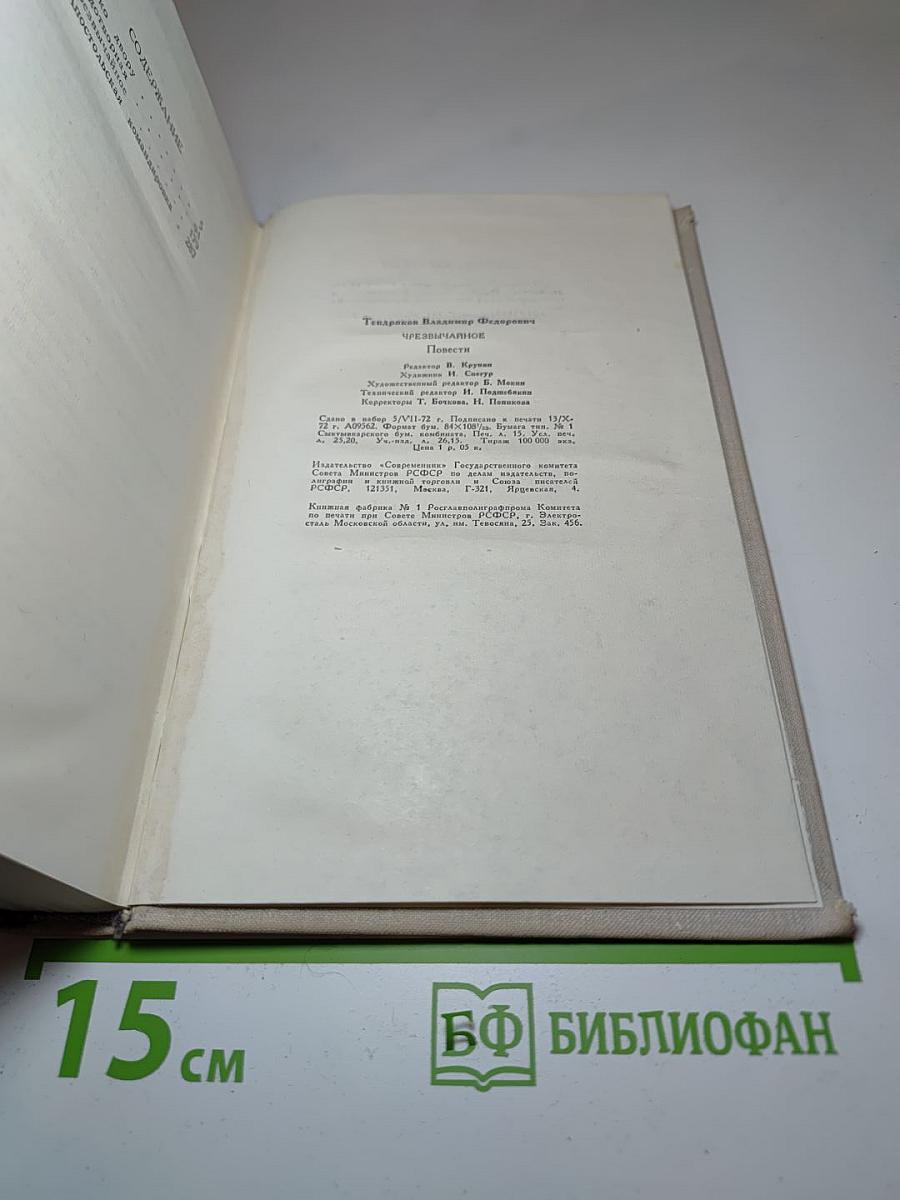 СОДЕРЖАНИЕ
двору
командировка
Тендряков Владимир Федорович
ЧРЕЗВЫЧАЙНОЕ
Повести
Редактор В. Крупин
Художник И. Снегур
Художественный редактор Б. Мокин
Технический редактор И. Подшебякин
Корректоры Т. Бочкова, Н. Попикова
Сдано в набор 5/VII-72 г. Подписано к печати 13/X-
72 г. А09562. Формат бум. 84Х108¹/₃₂. Бумага тип. № 1
Сыктывкарского бум. комбината. Печ. л. 15. Усл. печ.
л. 25,20. Уч.-изд. л. 26,15. Тираж 100 000 экз.
Цена 1 р. 05 к.
Издательство «Современник» Государственного комитета
Совета Министров РСФСР по делам издательств, по-
лиграфии и книжной торговли и Союза писателей
РСФСР, 121351, Москва, Г-321, Ярцевская, 4.
Книжная фабрика № 1 Росглавполиграфпрома Комитета
по печати при Совете Министров РСФСР, г. Электро-
сталь Московской области, ул. им. Тевосяна, 25. Зак. 456.
15 см
БФ БИБЛИОФАН